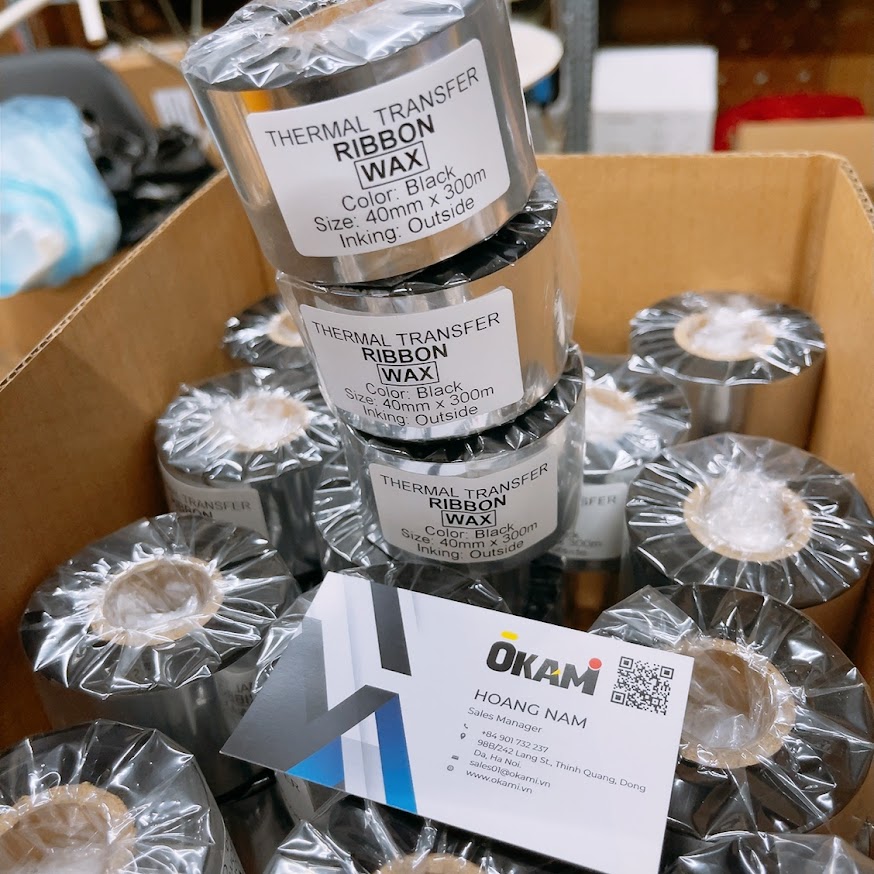 THERMAL TRANSFER
RIBBON
WAX
Color: Black
Size: 40mm x 300m
Inking: Outside
THERMAL TRANSFER
RIBBON
WAX
Color: Black
Size: 40mm x 300m
Inking: Outside
THERMAL TRANSFER
RIBBON
WAX
Color: Black
Size: 40mm x 300m
Inking: Outside
TRANSFER
RIBBON
ŌKAMI
HOANG NAM
Sales Manager
+84 901 732 237
98B/242 Lang St., Thinh Quang, Dong
Da, Ha Noi,
sales01@okami.vn
www.okami.vn